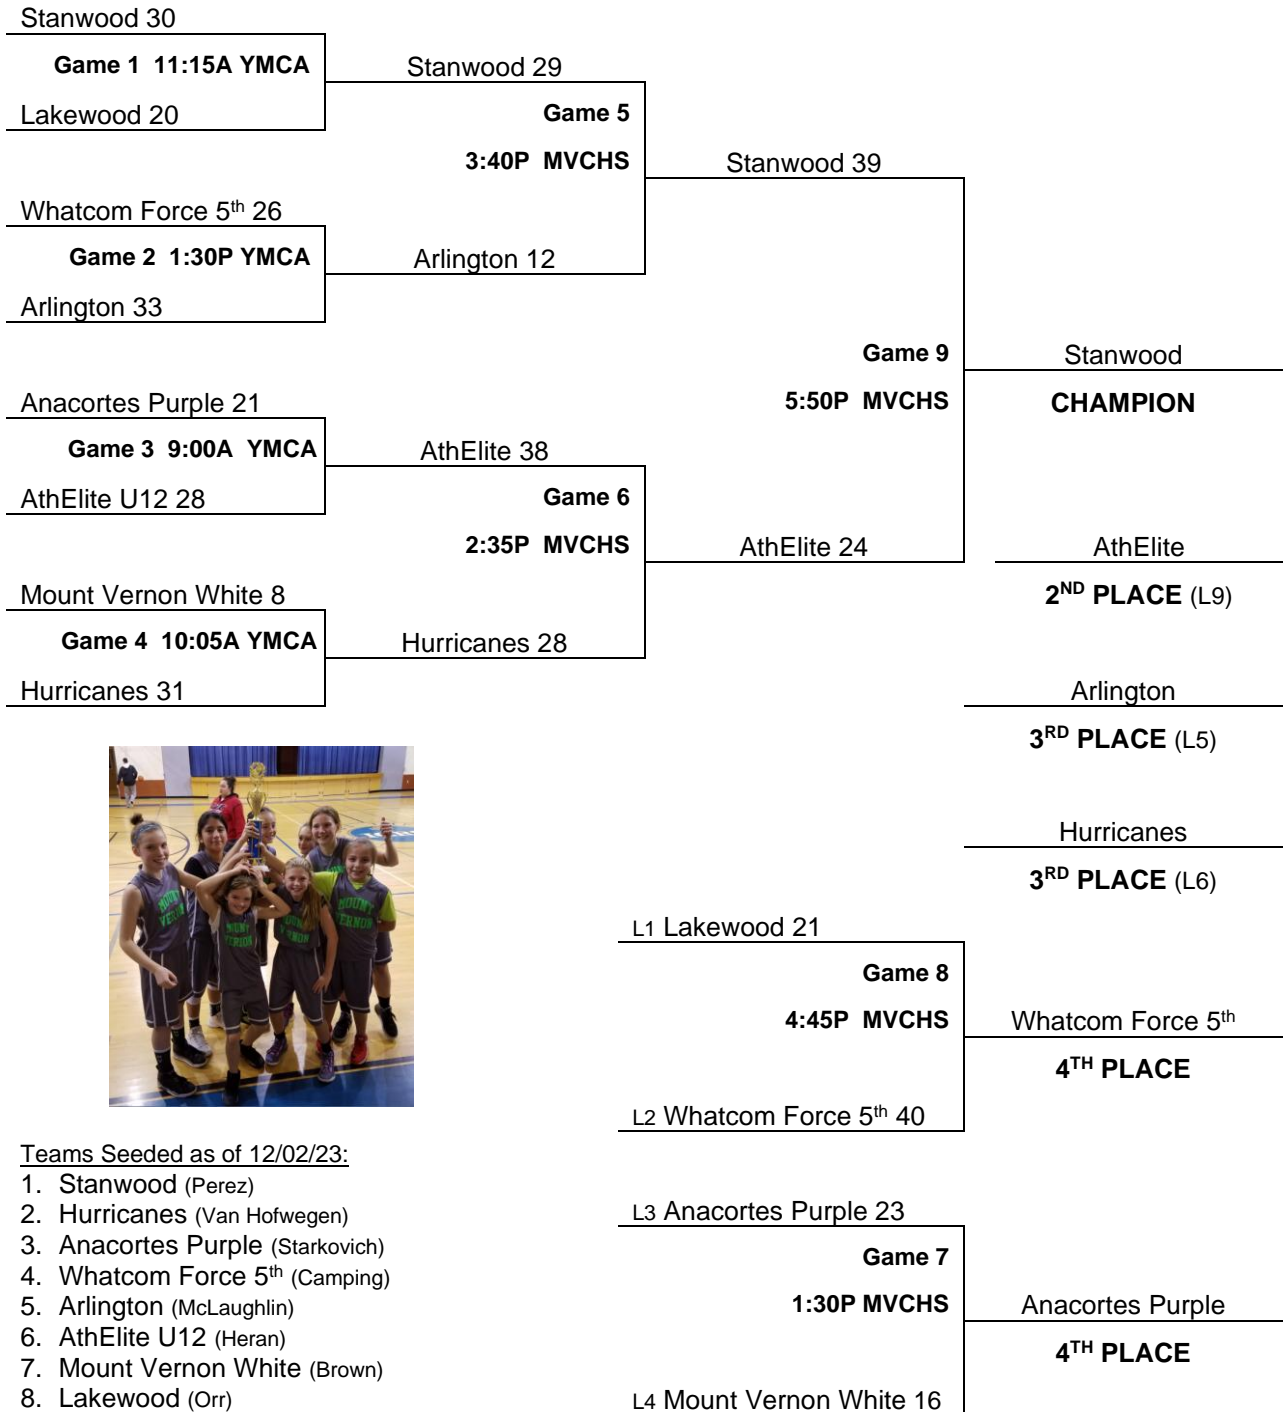 Stanwood 30
Game 1 11:15A YMCA
Lakewood 20
Stanwood 29
Game 5
3:40P MVCHS
Whatcom Force 5th 26
Game 2 1:30P YMCA
Arlington 33
Arlington 12
Stanwood 39
Game 9
5:50P MVCHS
Stanwood
CHAMPION
Anacortes Purple 21
Game 3 9:00A YMCA
AthElite U12 28
AthElite 38
Game 6
2:35P MVCHS
Mount Vernon White 8
Game 4 10:05A YMCA
Hurricanes 31
Hurricanes 28
AthElite 24
AthElite
2ND PLACE (L9)
Arlington
3RD PLACE (L5)
Hurricanes
3RD PLACE (L6)
MOUNT VERNON
MOUNT VERNON
L1 Lakewood 21
Game 8
4:45P MVCHS
L2 Whatcom Force 5th 40
Whatcom Force 5th
4TH PLACE
L3 Anacortes Purple 23
Game 7
1:30P MVCHS
L4 Mount Vernon White 16
Anacortes Purple
4TH PLACE
Teams Seeded as of 12/02/23:
1. Stanwood (Perez)
2. Hurricanes (Van Hofwegen)
3. Anacortes Purple (Starkovich)
4. Whatcom Force 5th (Camping)
5. Arlington (McLaughlin)
6. AthElite U12 (Heran)
7. Mount Vernon White (Brown)
8. Lakewood (Orr)